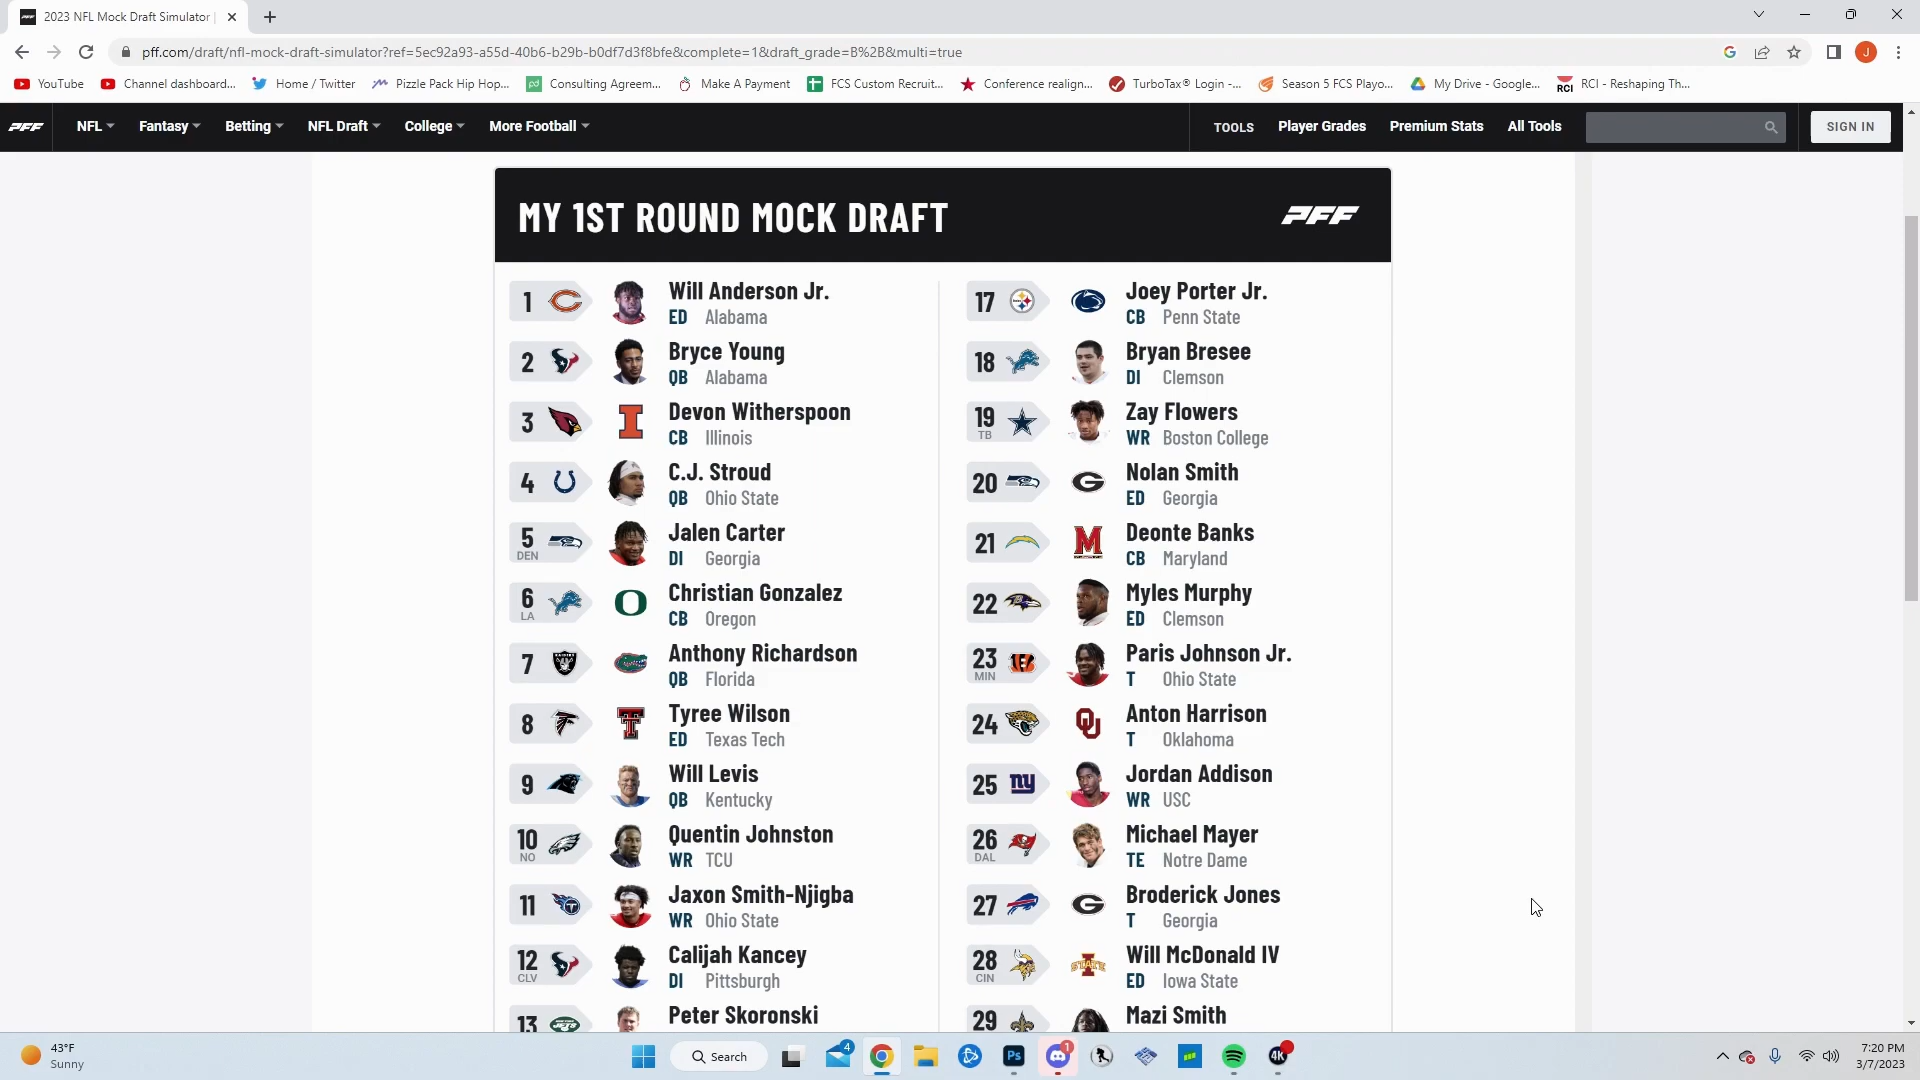 2023 NFL Mock Draft Simulator |
pff.com/draft/nfl-mock-draft-simulator?ref=5ec92a93-a55d-40b6-b29b-b0df7d3f8bfe&complete=1&draft_grade=B%2B&multi=true
J
YouTube
Channel dashboard...
Home / Twitter
Pizzle Pack Hip Hop...
pd Consulting Agreem...
Make A Payment
FCS Custom Recruit...
Conference realign...
TurboTax® Login -...
Season 5 FCS Playo...
My Drive - Google...
RCI RCI - Reshaping Th...
PFF NFL Fantasy Betting NFL Draft College More Football TOOLS Player Grades Premium Stats All Tools SIGN IN
MY 1ST ROUND MOCK DRAFT PFF
1 Will Anderson Jr.
ED Alabama
2 Bryce Young
QB Alabama
3 Devon Witherspoon
CB Illinois
4 C.J. Stroud
QB Ohio State
5 Jalen Carter
DEN DI Georgia
6 Christian Gonzalez
LA CB Oregon
7 Anthony Richardson
QB Florida
8 Tyree Wilson
ED Texas Tech
9 Will Levis
QB Kentucky
10 Quentin Johnston
NO WR TCU
11 Jaxon Smith-Njigba
WR Ohio State
12 Calijah Kancey
CLV DI Pittsburgh
13 Peter Skoronski
17 Joey Porter Jr.
CB Penn State
18 Bryan Bresee
DI Clemson
19 Zay Flowers
TB WR Boston College
20 Nolan Smith
ED Georgia
21 Deonte Banks
CB Maryland
22 Myles Murphy
ED Clemson
23 Paris Johnson Jr.
MIN T Ohio State
24 Anton Harrison
T Oklahoma
25 ny Jordan Addison
WR USC
26 Michael Mayer
DAL TE Notre Dame
27 Broderick Jones
T Georgia
28 Will McDonald IV
CIN ED Iowa State
29 Mazi Smith
43°F
Sunny
Search
4
Ps
1
4K
7:20 PM
3/7/2023